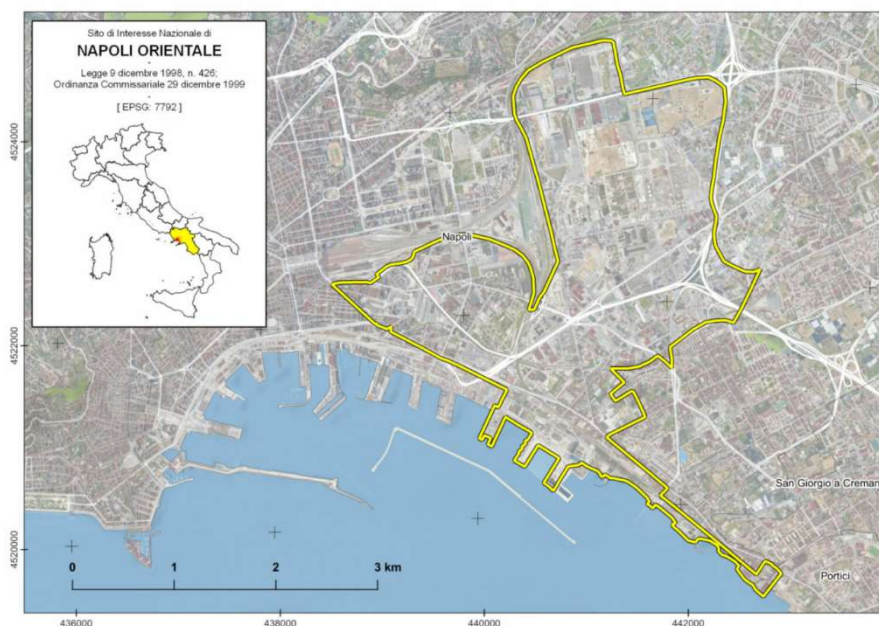 Sito di Interesse Nazionale di
NAPOLI ORIENTALE
-
Legge 9 dicembre 1998, n. 426;
Ordinanza Commissariale 29 dicembre 1999
-
[ EPSG: 7792 ]
4524000
4522000
4520000
Napoli
San Giorgio a Creman
Portici
0 1 2 3 km
436000 438000 440000 442000